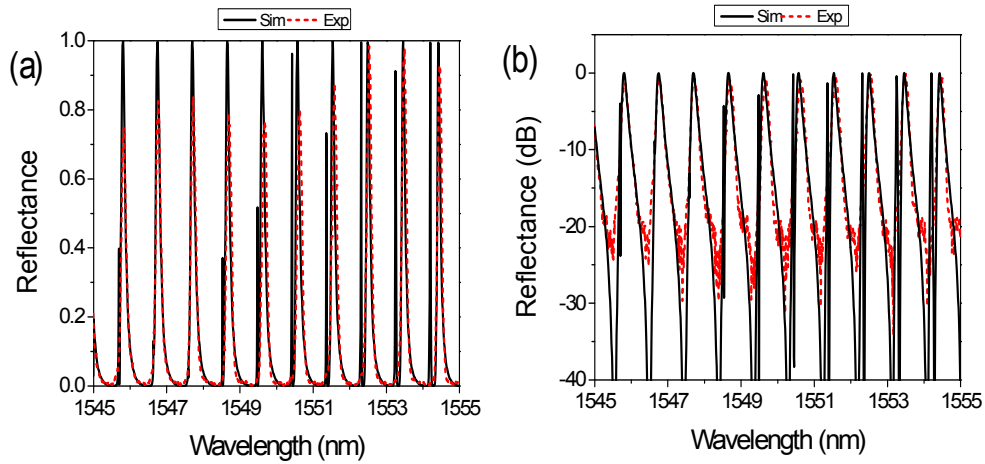 Sim Exp
(a)
1.0
0.8
0.6
0.4
0.2
0.0
Reflectance
1545 1547 1549 1551 1553 1555
Wavelength (nm)
Sim Exp
(b)
0
-10
-20
-30
-40
Reflectance (dB)
1545 1547 1549 1551 1553 1555
Wavelength (nm)